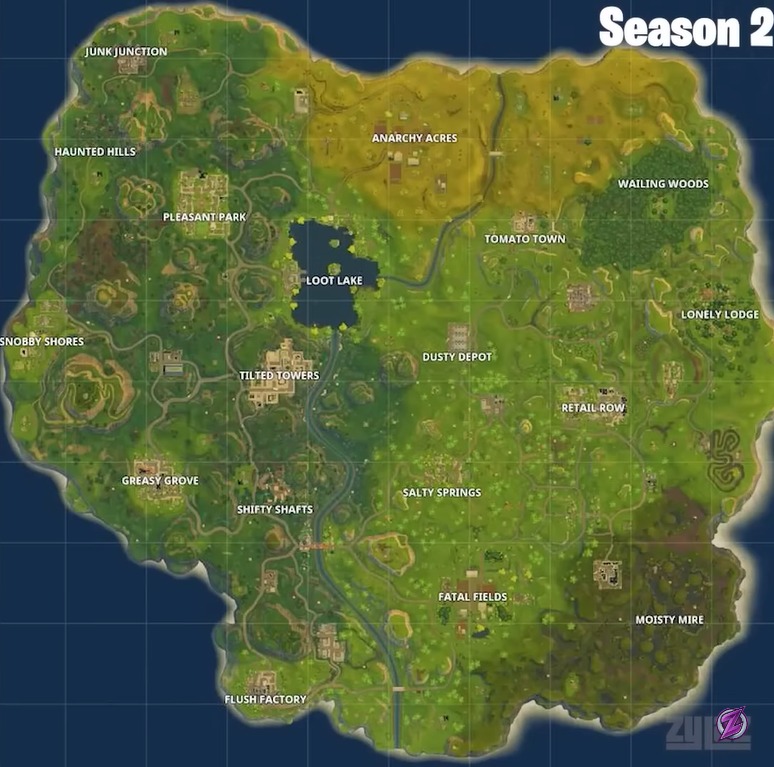 Season 2
JUNK JUNCTION
ANARCHY ACRES
HAUNTED HILLS
WAILING WOODS
PLEASANT PARK
TOMATO TOWN
LOOT LAKE
LONELY LODGE
SNOBBY SHORES
DUSTY DEPOT
TILTED TOWERS
RETAIL ROW
GREASY GROVE
SALTY SPRINGS
SHIFTY SHAFTS
FATAL FIELDS
MOISTY MIRE
FLUSH FACTORY